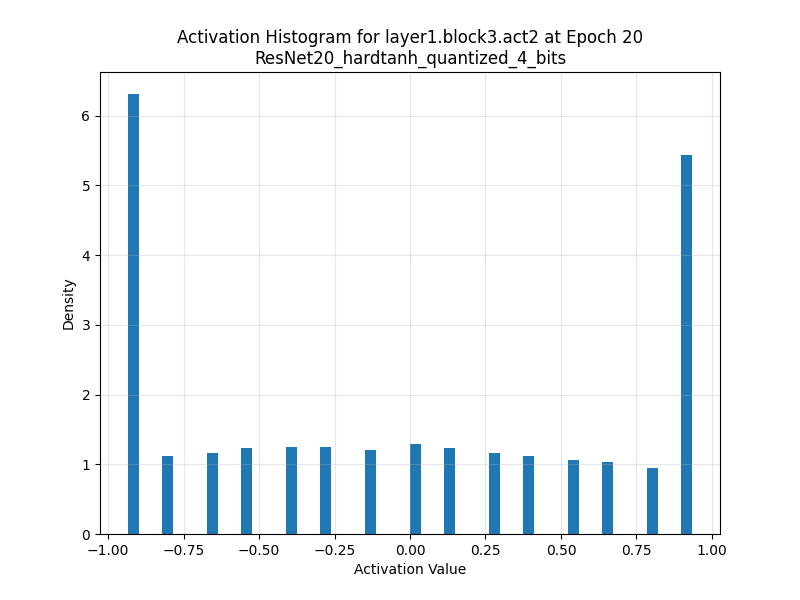 Activation Histogram for layer1.block3.act2 at Epoch 20
ResNet20_hardtanh_quantized_4_bits
Density
6
5
4
3
2
1
0
−1.00 −0.75 −0.50 −0.25 0.00 0.25 0.50 0.75 1.00
Activation Value